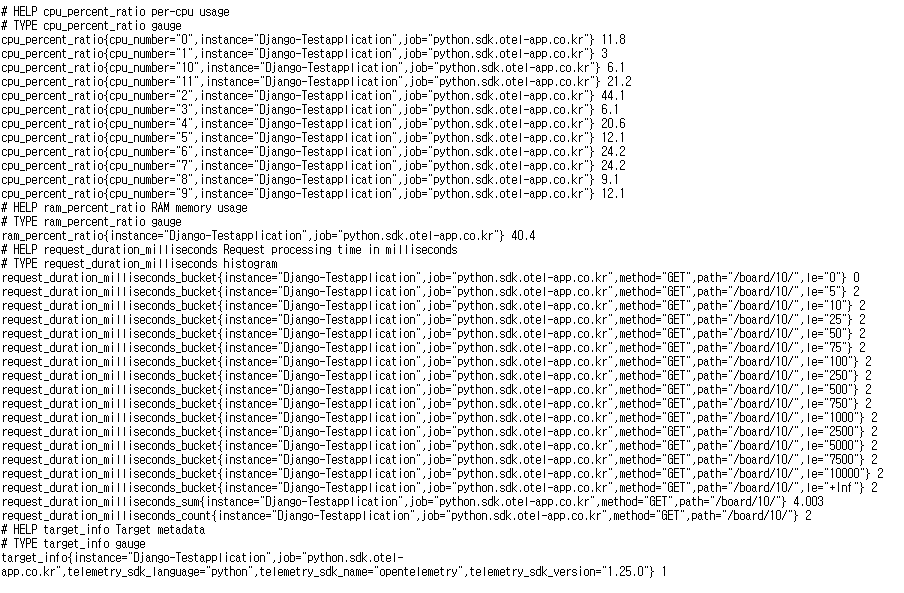 # HELP cpu_percent_ratio per-cpu usage
# TYPE cpu_percent_ratio gauge
cpu_percent_ratio{cpu_number="0",instance="Django-Testapplication",job="python.sdk.otel-app.co.kr"} 11.8
cpu_percent_ratio{cpu_number="1",instance="Django-Testapplication",job="python.sdk.otel-app.co.kr"} 3
cpu_percent_ratio{cpu_number="10",instance="Django-Testapplication",job="python.sdk.otel-app.co.kr"} 6.1
cpu_percent_ratio{cpu_number="11",instance="Django-Testapplication",job="python.sdk.otel-app.co.kr"} 21.2
cpu_percent_ratio{cpu_number="2",instance="Django-Testapplication",job="python.sdk.otel-app.co.kr"} 44.1
cpu_percent_ratio{cpu_number="3",instance="Django-Testapplication",job="python.sdk.otel-app.co.kr"} 6.1
cpu_percent_ratio{cpu_number="4",instance="Django-Testapplication",job="python.sdk.otel-app.co.kr"} 20.6
cpu_percent_ratio{cpu_number="5",instance="Django-Testapplication",job="python.sdk.otel-app.co.kr"} 12.1
cpu_percent_ratio{cpu_number="6",instance="Django-Testapplication",job="python.sdk.otel-app.co.kr"} 24.2
cpu_percent_ratio{cpu_number="7",instance="Django-Testapplication",job="python.sdk.otel-app.co.kr"} 24.2
cpu_percent_ratio{cpu_number="8",instance="Django-Testapplication",job="python.sdk.otel-app.co.kr"} 9.1
cpu_percent_ratio{cpu_number="9",instance="Django-Testapplication",job="python.sdk.otel-app.co.kr"} 12.1
# HELP ram_percent_ratio RAM memory usage
# TYPE ram_percent_ratio gauge
ram_percent_ratio{instance="Django-Testapplication",job="python.sdk.otel-app.co.kr"} 40.4
# HELP request_duration_milliseconds Request processing time in milliseconds
# TYPE request_duration_milliseconds histogram
request_duration_milliseconds_bucket{instance="Django-Testapplication",job="python.sdk.otel-app.co.kr",method="GET",path="/board/10/",le="0"} 0
request_duration_milliseconds_bucket{instance="Django-Testapplication",job="python.sdk.otel-app.co.kr",method="GET",path="/board/10/",le="5"} 2
request_duration_milliseconds_bucket{instance="Django-Testapplication",job="python.sdk.otel-app.co.kr",method="GET",path="/board/10/",le="10"} 2
request_duration_milliseconds_bucket{instance="Django-Testapplication",job="python.sdk.otel-app.co.kr",method="GET",path="/board/10/",le="25"} 2
request_duration_milliseconds_bucket{instance="Django-Testapplication",job="python.sdk.otel-app.co.kr",method="GET",path="/board/10/",le="50"} 2
request_duration_milliseconds_bucket{instance="Django-Testapplication",job="python.sdk.otel-app.co.kr",method="GET",path="/board/10/",le="75"} 2
request_duration_milliseconds_bucket{instance="Django-Testapplication",job="python.sdk.otel-app.co.kr",method="GET",path="/board/10/",le="100"} 2
request_duration_milliseconds_bucket{instance="Django-Testapplication",job="python.sdk.otel-app.co.kr",method="GET",path="/board/10/",le="250"} 2
request_duration_milliseconds_bucket{instance="Django-Testapplication",job="python.sdk.otel-app.co.kr",method="GET",path="/board/10/",le="500"} 2
request_duration_milliseconds_bucket{instance="Django-Testapplication",job="python.sdk.otel-app.co.kr",method="GET",path="/board/10/",le="750"} 2
request_duration_milliseconds_bucket{instance="Django-Testapplication",job="python.sdk.otel-app.co.kr",method="GET",path="/board/10/",le="1000"} 2
request_duration_milliseconds_bucket{instance="Django-Testapplication",job="python.sdk.otel-app.co.kr",method="GET",path="/board/10/",le="2500"} 2
request_duration_milliseconds_bucket{instance="Django-Testapplication",job="python.sdk.otel-app.co.kr",method="GET",path="/board/10/",le="5000"} 2
request_duration_milliseconds_bucket{instance="Django-Testapplication",job="python.sdk.otel-app.co.kr",method="GET",path="/board/10/",le="7500"} 2
request_duration_milliseconds_bucket{instance="Django-Testapplication",job="python.sdk.otel-app.co.kr",method="GET",path="/board/10/",le="10000"} 2
request_duration_milliseconds_bucket{instance="Django-Testapplication",job="python.sdk.otel-app.co.kr",method="GET",path="/board/10/",le="+Inf"} 2
request_duration_milliseconds_sum{instance="Django-Testapplication",job="python.sdk.otel-app.co.kr",method="GET",path="/board/10/"} 4.003
request_duration_milliseconds_count{instance="Django-Testapplication",job="python.sdk.otel-app.co.kr",method="GET",path="/board/10/"} 2
# HELP target_info Target metadata
# TYPE target_info gauge
target_info{instance="Django-Testapplication",job="python.sdk.otel-
app.co.kr",telemetry_sdk_language="python",telemetry_sdk_name="opentelemetry",telemetry_sdk_version="1.25.0"} 1